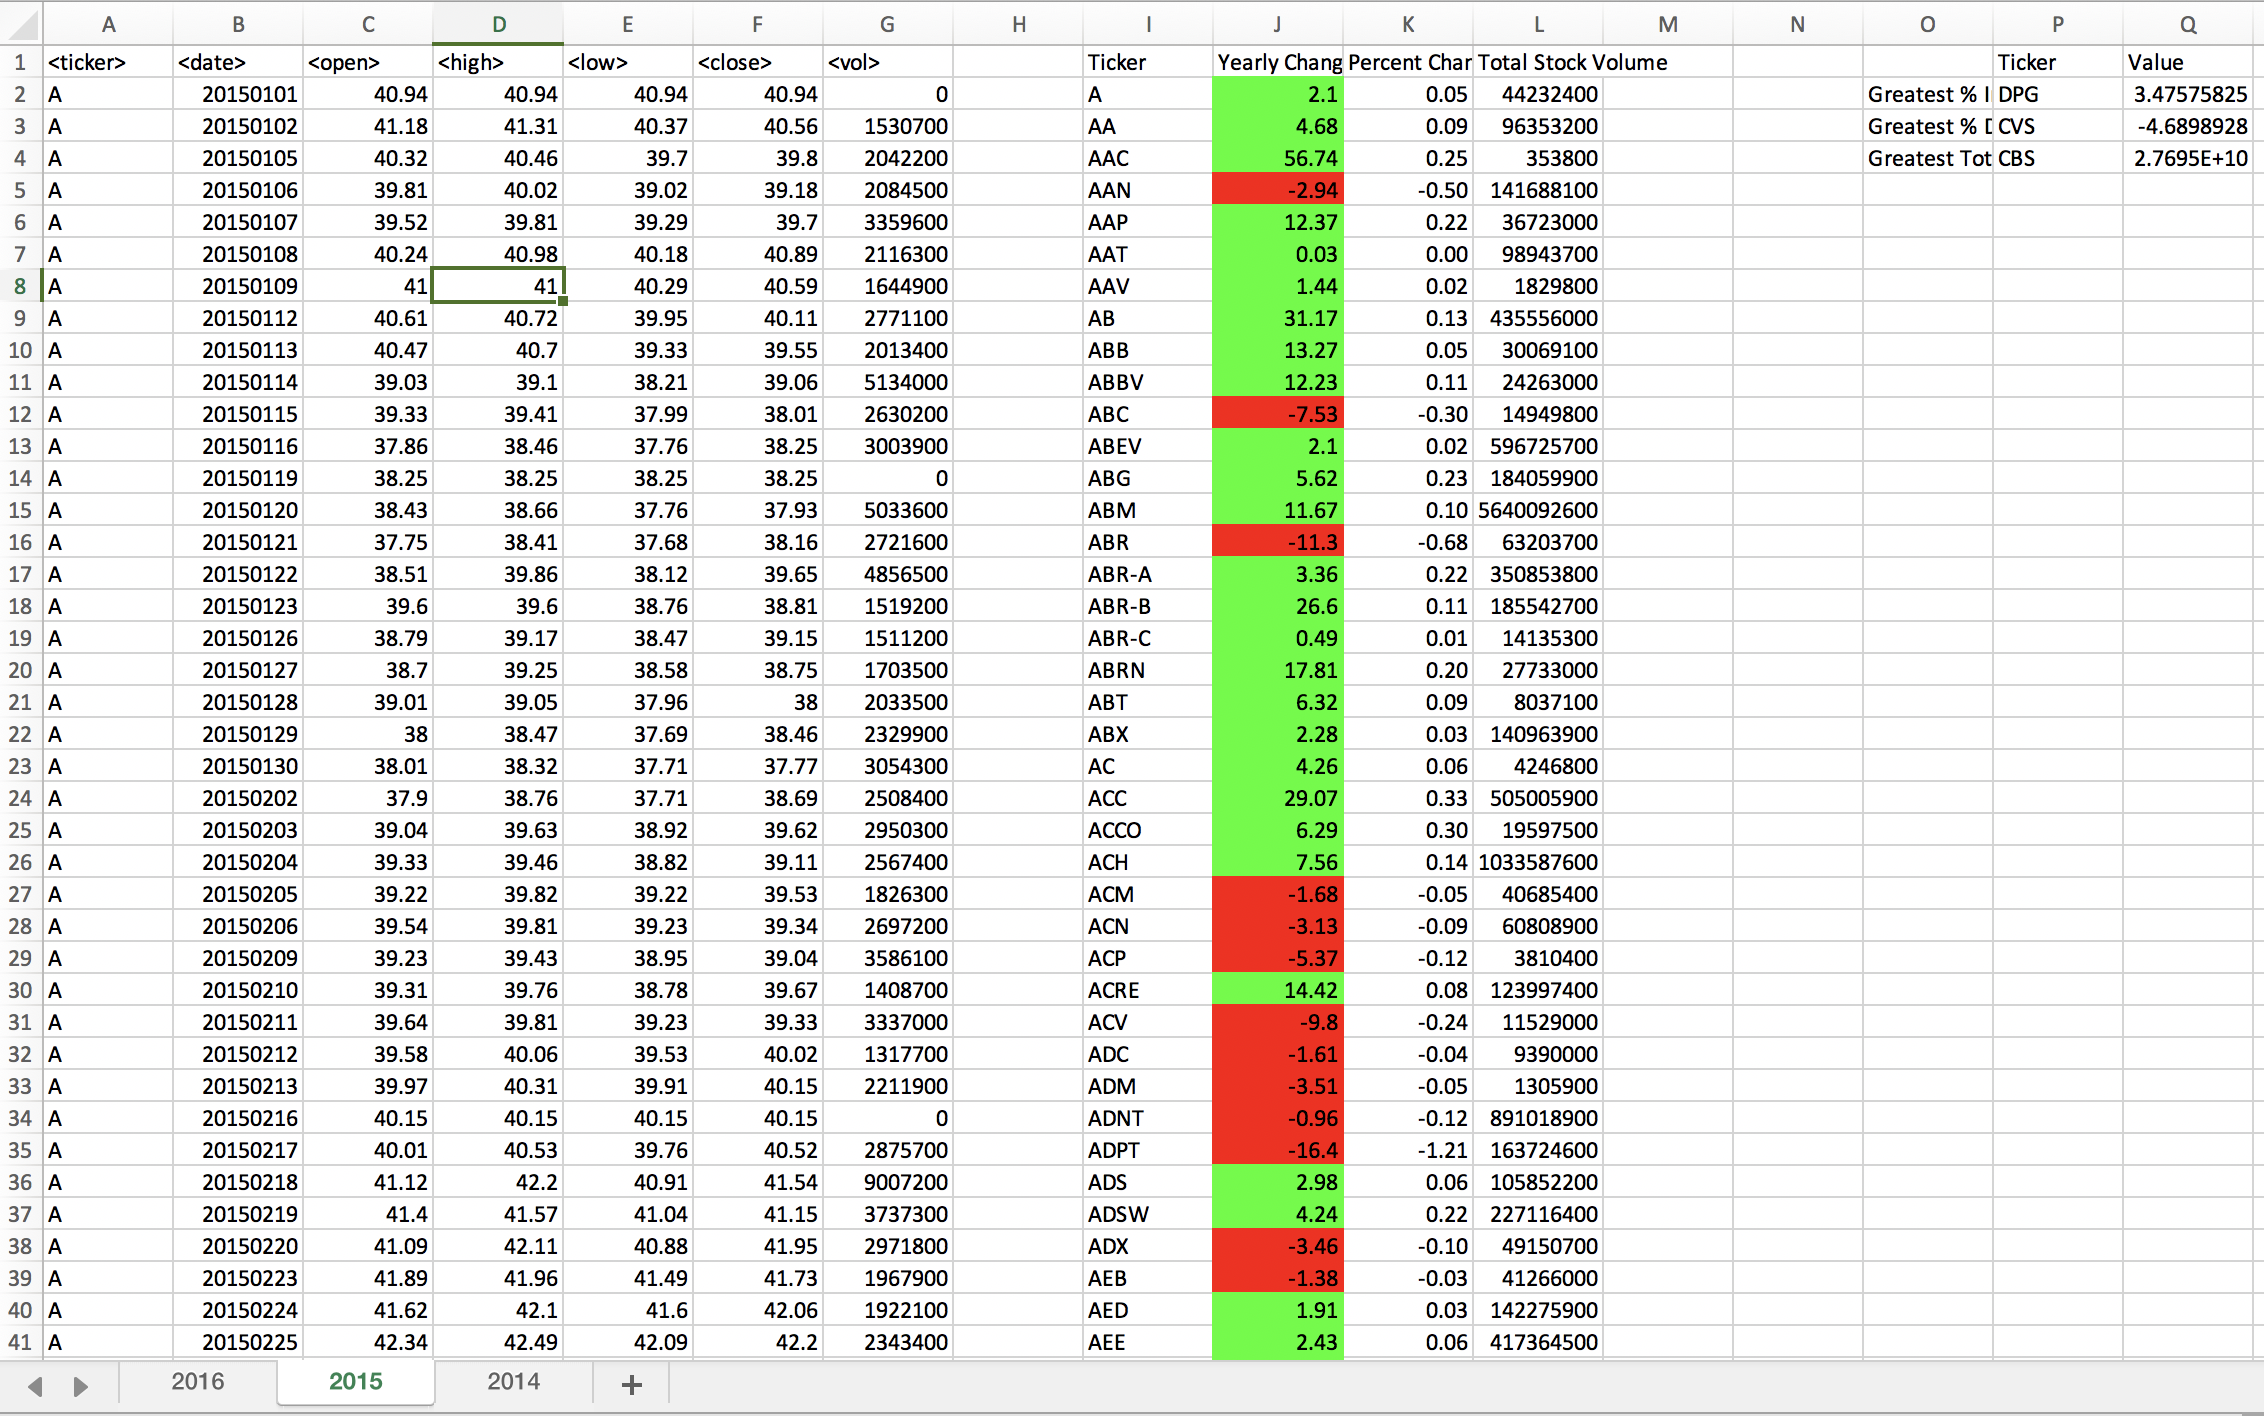 A B C D E F G H I J K L M N O P Q
1 <ticker> <date> <open> <high> <low> <close> <vol> Ticker Yearly Chang Percent Char Total Stock Volume Ticker Value
2 A 20150101 40.94 40.94 40.94 40.94 0 A 2.1 0.05 44232400 Greatest % I DPG 3.47575825
3 A 20150102 41.18 41.31 40.37 40.56 1530700 AA 4.68 0.09 96353200 Greatest % D CVS -4.6898928
4 A 20150105 40.32 40.46 39.7 39.8 2042200 AAC 56.74 0.25 353800 Greatest Tot CBS 2.7695E+10
5 A 20150106 39.81 40.02 39.02 39.18 2084500 AAN -2.94 -0.50 141688100
6 A 20150107 39.52 39.81 39.29 39.7 3359600 AAP 12.37 0.22 36723000
7 A 20150108 40.24 40.98 40.18 40.89 2116300 AAT 0.03 0.00 98943700
8 A 20150109 41 41 40.29 40.59 1644900 AAV 1.44 0.02 1829800
9 A 20150112 40.61 40.72 39.95 40.11 2771100 AB 31.17 0.13 435556000
10 A 20150113 40.47 40.7 39.33 39.55 2013400 ABB 13.27 0.05 30069100
11 A 20150114 39.03 39.1 38.21 39.06 5134000 ABBV 12.23 0.11 24263000
12 A 20150115 39.33 39.41 37.99 38.01 2630200 ABC -7.53 -0.30 14949800
13 A 20150116 37.86 38.46 37.76 38.25 3003900 ABEV 2.1 0.02 596725700
14 A 20150119 38.25 38.25 38.25 38.25 0 ABG 5.62 0.23 184059900
15 A 20150120 38.43 38.66 37.76 37.93 5033600 ABM 11.67 0.10 5640092600
16 A 20150121 37.75 38.41 37.68 38.16 2721600 ABR -11.3 -0.68 63203700
17 A 20150122 38.51 39.86 38.12 39.65 4856500 ABR-A 3.36 0.22 350853800
18 A 20150123 39.6 39.6 38.76 38.81 1519200 ABR-B 26.6 0.11 185542700
19 A 20150126 38.79 39.17 38.47 39.15 1511200 ABR-C 0.49 0.01 14135300
20 A 20150127 38.7 39.25 38.58 38.75 1703500 ABRN 17.81 0.20 27733000
21 A 20150128 39.01 39.05 37.96 38 2033500 ABT 6.32 0.09 8037100
22 A 20150129 38 38.47 37.69 38.46 2329900 ABX 2.28 0.03 140963900
23 A 20150130 38.01 38.32 37.71 37.77 3054300 AC 4.26 0.06 4246800
24 A 20150202 37.9 38.76 37.71 38.69 2508400 ACC 29.07 0.33 505005900
25 A 20150203 39.04 39.63 38.92 39.62 2950300 ACCO 6.29 0.30 19597500
26 A 20150204 39.33 39.46 38.82 39.11 2567400 ACH 7.56 0.14 1033587600
27 A 20150205 39.22 39.82 39.22 39.53 1826300 ACM -1.68 -0.05 40685400
28 A 20150206 39.54 39.81 39.23 39.34 2697200 ACN -3.13 -0.09 60808900
29 A 20150209 39.23 39.43 38.95 39.04 3586100 ACP -5.37 -0.12 3810400
30 A 20150210 39.31 39.76 38.78 39.67 1408700 ACRE 14.42 0.08 123997400
31 A 20150211 39.64 39.81 39.23 39.33 3337000 ACV -9.8 -0.24 11529000
32 A 20150212 39.58 40.06 39.53 40.02 1317700 ADC -1.61 -0.04 9390000
33 A 20150213 39.97 40.31 39.91 40.15 2211900 ADM -3.51 -0.05 1305900
34 A 20150216 40.15 40.15 40.15 40.15 0 ADNT -0.96 -0.12 891018900
35 A 20150217 40.01 40.53 39.76 40.52 2875700 ADPT -16.4 -1.21 163724600
36 A 20150218 41.12 42.2 40.91 41.54 9007200 ADS 2.98 0.06 105852200
37 A 20150219 41.4 41.57 41.04 41.15 3737300 ADSW 4.24 0.22 227116400
38 A 20150220 41.09 42.11 40.88 41.95 2971800 ADX -3.46 -0.10 49150700
39 A 20150223 41.89 41.96 41.49 41.73 1967900 AEB -1.38 -0.03 41266000
40 A 20150224 41.62 42.1 41.6 42.06 1922100 AED 1.91 0.03 142275900
41 A 20150225 42.34 42.49 42.09 42.2 2343400 AEE 2.43 0.06 417364500
2016 2015 2014 +